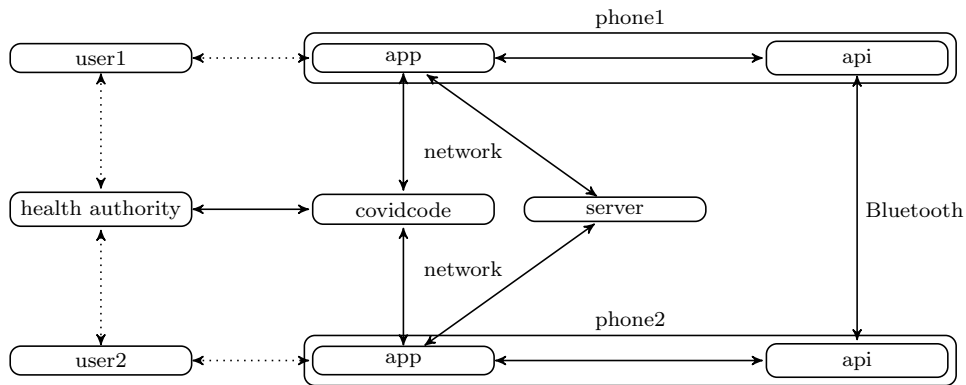 phone1
user1
app
api
network
health authority
covidcode
server
Bluetooth
network
phone2
user2
app
api